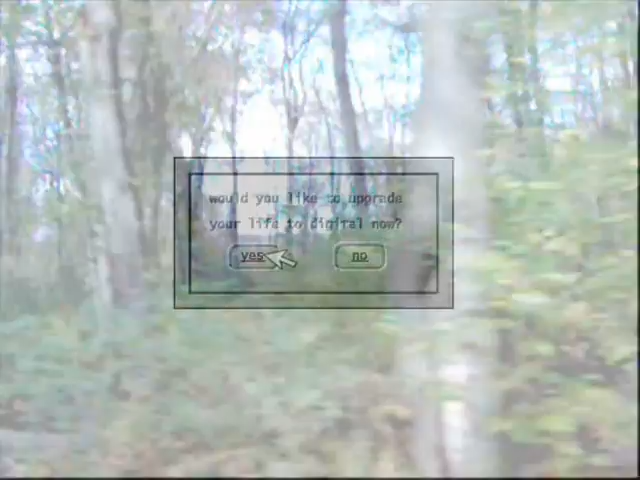 would you like to upgrade
your life to digital now?
yes
no